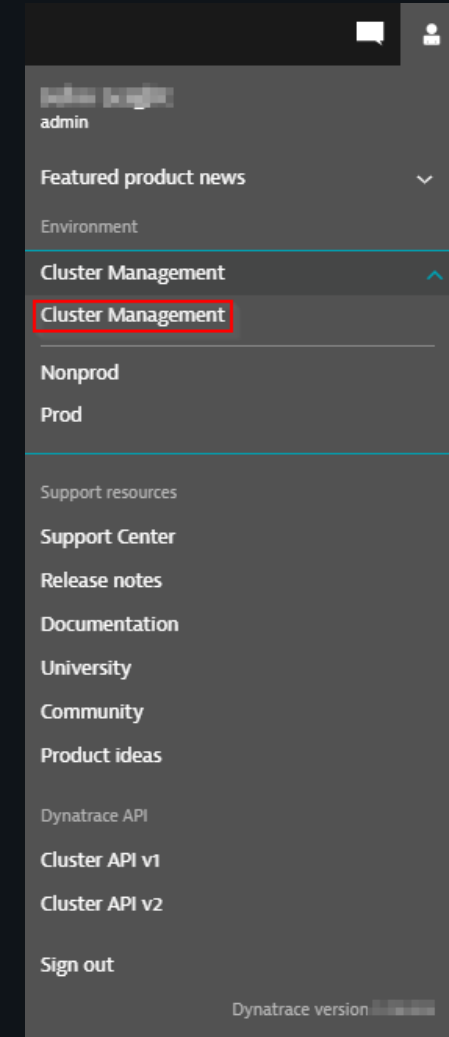 admin
Featured product news
Environment
Cluster Management
Cluster Management
Nonprod
Prod
Support resources
Support Center
Release notes
Documentation
University
Community
Product ideas
Dynatrace API
Cluster API v1
Cluster API v2
Sign out
Dynatrace version